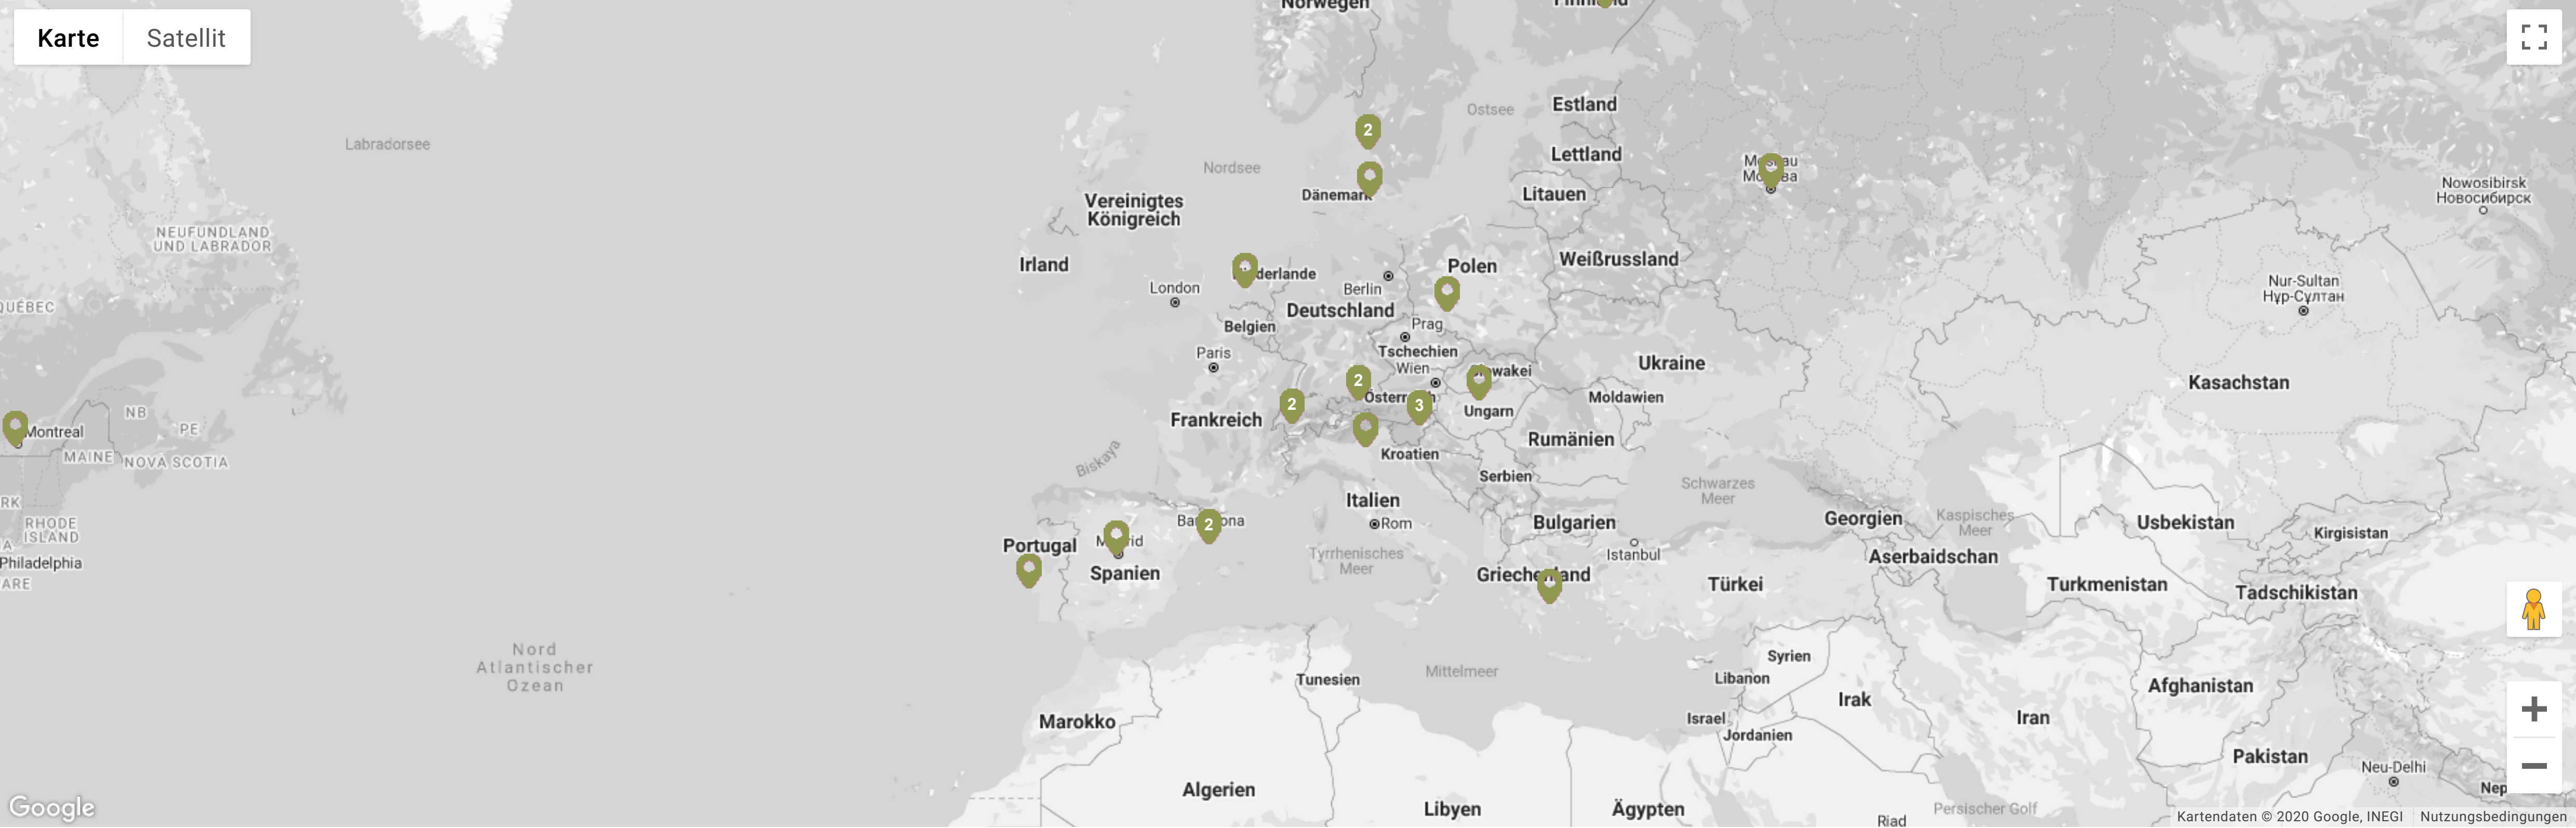 Karte
Satellit
Norwegen
Labradorsee
Ostsee
Estland
Nordsee
Lettland
Litauen
Dänemark
Nowosibirsk
Новосибирск
Vereinigtes
Königreich
NEUFUNDLAND
UND LABRADOR
Irland
Polen
Weißrussland
London
Berlin
Deutschland
Nur-Sultan
Нұр-Сұлтан
QUÉBEC
Belgien
Prag
Paris
Tschechien
Wien
Ukraine
Kasachstan
Moldawien
Ungarn
2
2
3
Frankreich
NB
PE
Montreal
MAINE
NOVA SCOTIA
Rumänien
Kroatien
Biskaya
Serbien
Schwarzes
Meer
Italien
Rom
2
2
RHODE
ISLAND
Philadelphia
Bulgarien
Georgien
Kaspisches
Meer
Usbekistan
Kirgisistan
Portugal
Istanbul
Aserbaidschan
Tyrrhenisches
Meer
Spanien
Türkei
Turkmenistan
Tadschikistan
Nord
Atlantischer
Ozean
Syrien
Mittelmeer
Libanon
Tunesien
Afghanistan
Irak
Marokko
Israel
Iran
Jordanien
Pakistan
Neu-Delhi
Algerien
Libyen
Ägypten
Persischer Golf
Riad
Google
Kartendaten © 2020 Google, INEGI
Nutzungsbedingungen